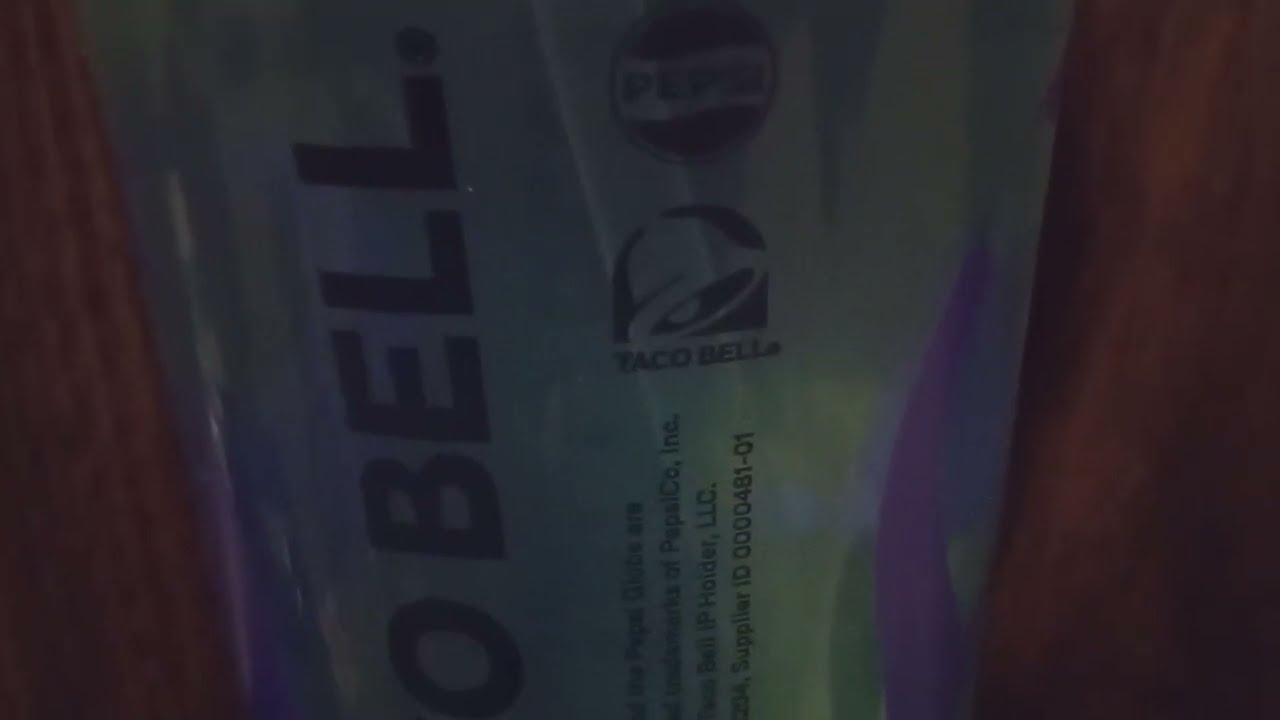 PEPSI
TACO BELL®
O BELL®
the Pepsi Globe are
trademarks of PepsiCo, Inc.
Taco Bell IP Holder, LLC.
Supplier ID 0000481-01